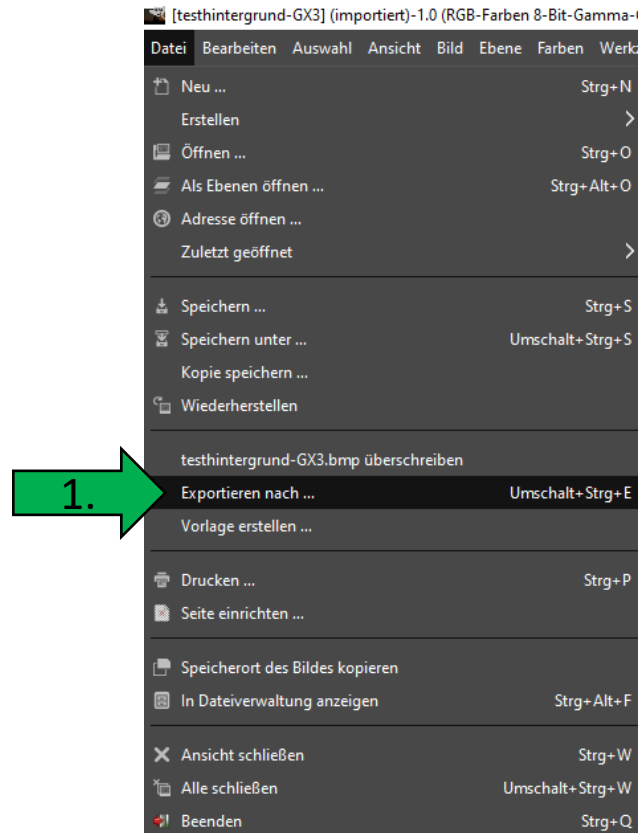 [testhintergrund-GX3] (importiert)-1.0 (RGB-Farben 8-Bit-Gamma-
Datei Bearbeiten Auswahl Ansicht Bild Ebene Farben Werkz
Neu ... Strg+N
Erstellen
Öffnen ... Strg+O
Als Ebenen öffnen ... Strg+Alt+O
Adresse öffnen ...
Zuletzt geöffnet
Speichern ... Strg+S
Speichern unter ... Umschalt+Strg+S
Kopie speichern ...
Wiederherstellen
testhintergrund-GX3.bmp überschreiben
1. Exportieren nach ... Umschalt+Strg+E
Vorlage erstellen ...
Drucken ... Strg+P
Seite einrichten ...
Speicherort des Bildes kopieren
In Dateiverwaltung anzeigen Strg+Alt+F
Ansicht schließen Strg+W
Alle schließen Umschalt+Strg+W
Beenden Strg+Q